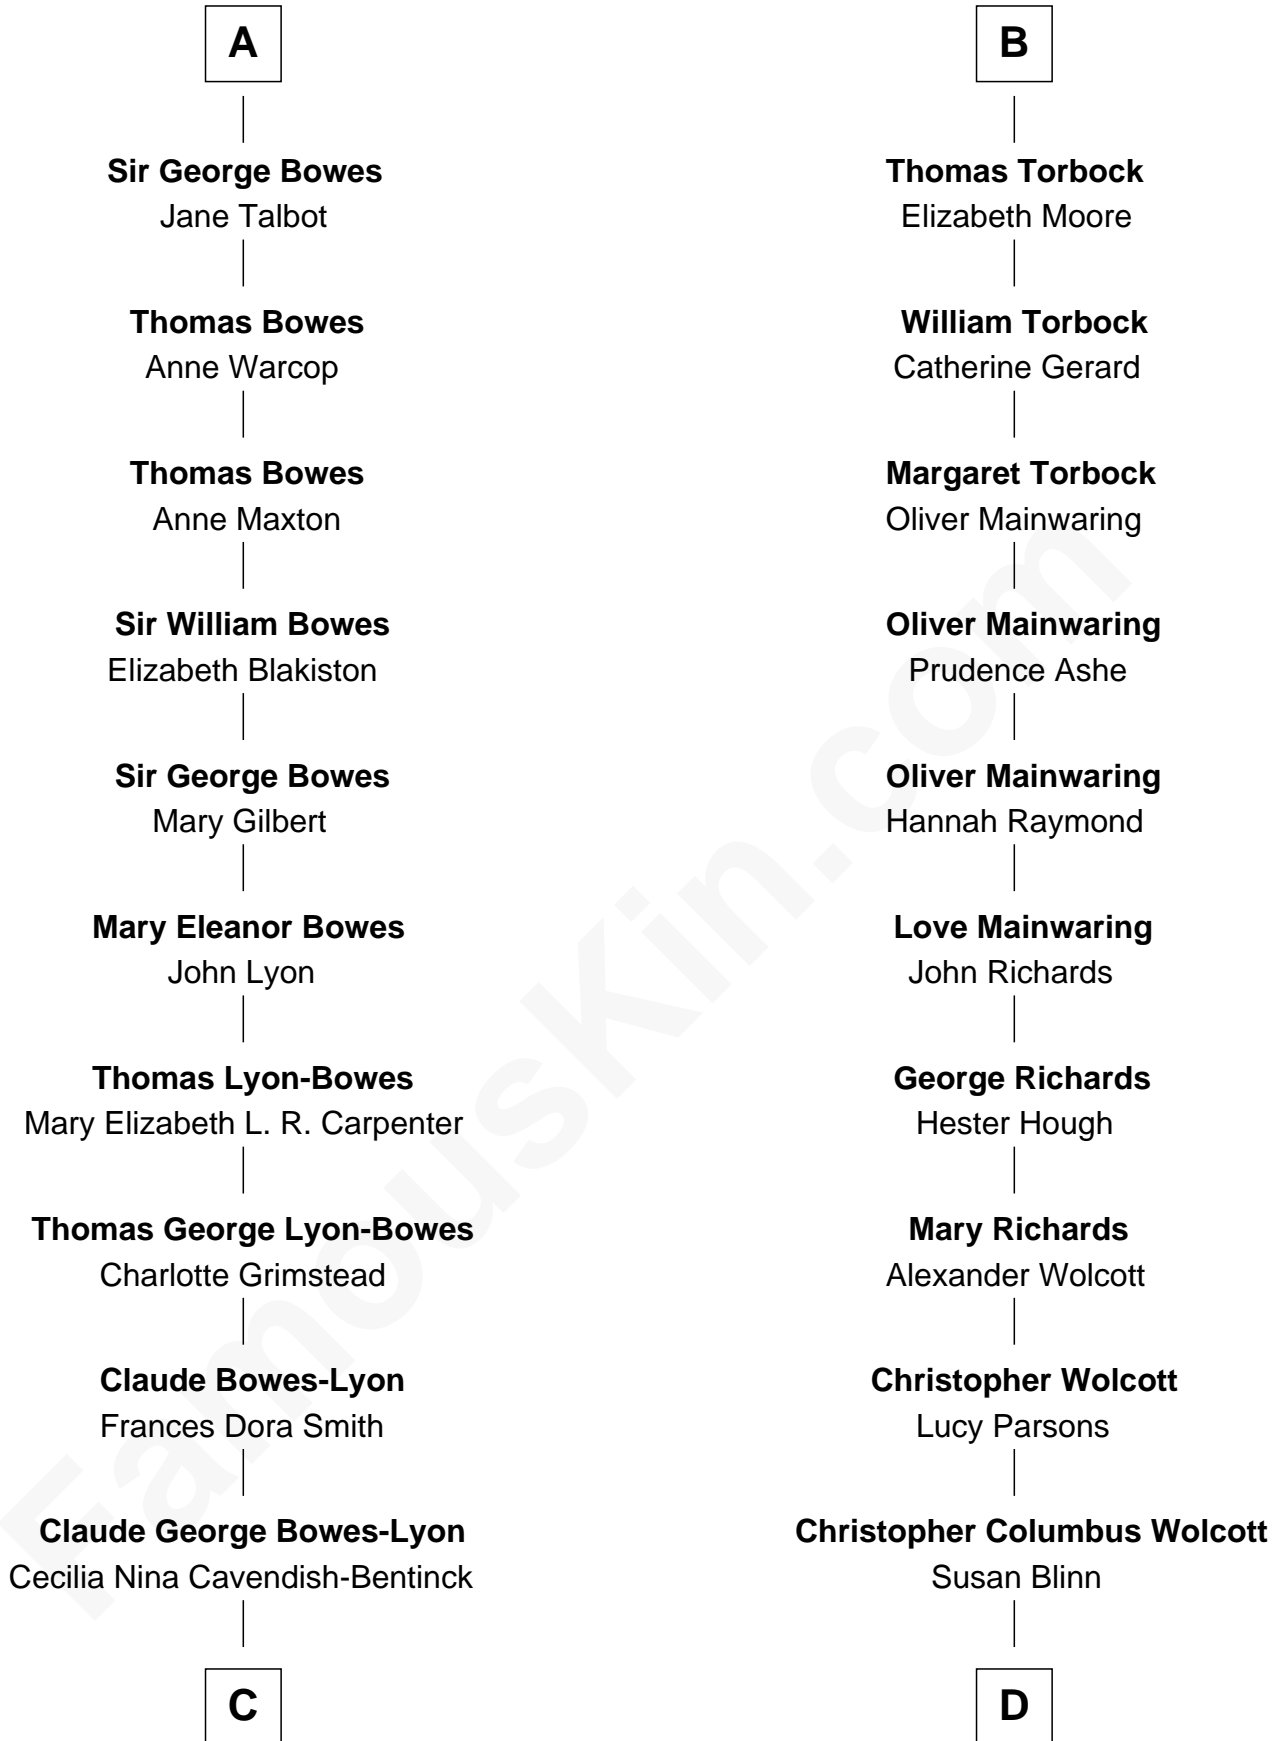 A
Sir George Bowes
Jane Talbot
Thomas Bowes
Anne Warcop
Thomas Bowes
Anne Maxton
Sir William Bowes
Elizabeth Blakiston
Sir George Bowes
Mary Gilbert
Mary Eleanor Bowes
John Lyon
Thomas Lyon-Bowes
Mary Elizabeth L. R. Carpenter
Thomas George Lyon-Bowes
Charlotte Grimstead
Claude Bowes-Lyon
Frances Dora Smith
Claude George Bowes-Lyon
Cecilia Nina Cavendish-Bentinck
C
B
Thomas Torbock
Elizabeth Moore
William Torbock
Catherine Gerard
Margaret Torbock
Oliver Mainwaring
Oliver Mainwaring
Prudence Ashe
Oliver Mainwaring
Hannah Raymond
Love Mainwaring
John Richards
George Richards
Hester Hough
Mary Richards
Alexander Wolcott
Christopher Wolcott
Lucy Parsons
Christopher Columbus Wolcott
Susan Blinn
D
FamousKin.com